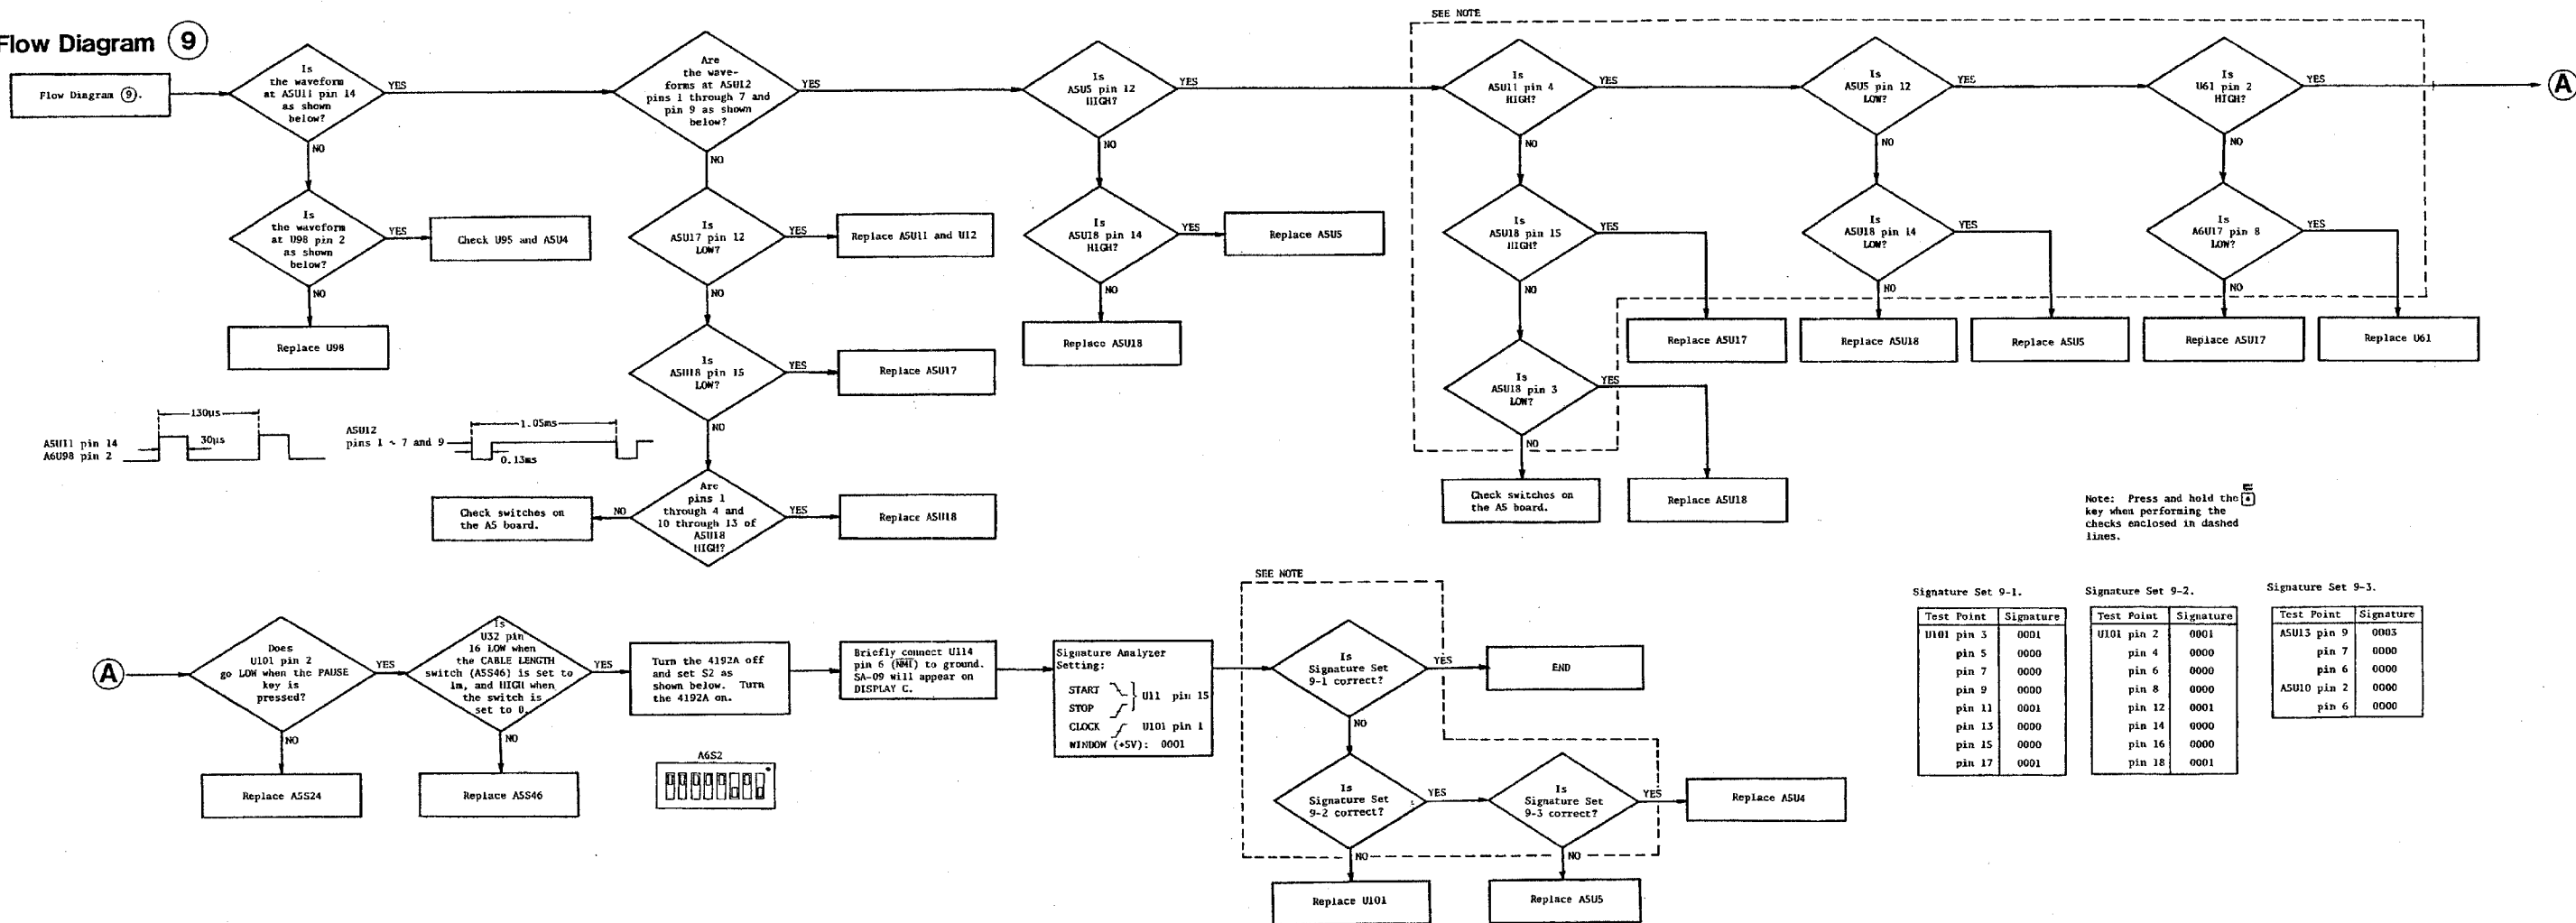 Flow Diagram 9
Flow Diagram 9.
Is
the waveform
at A5U11 pin 14
as shown
below?
YES
NO
Is
the waveform
at U98 pin 2
as shown
below?
YES
Check U95 and A5U4
NO
Replace U98
Are
the wave-
forms at A5U12
pins 1 through 7 and
pin 9 as shown
below?
YES
NO
Is
A5U17 pin 12
LOW?
YES
Replace A5U11 and U12
NO
Is
A5U18 pin 15
LOW?
YES
Replace A5U17
NO
Are
pins 1
through 4 and
10 through 13 of
A5U18
HIGH?
YES
Replace A5U18
NO
Check switches on
the A5 board.
Is
A5U5 pin 12
HIGH?
YES
NO
Is
A5U18 pin 14
HIGH?
YES
Replace A5U5
NO
Replace A5U18
SEE NOTE
Is
A5U11 pin 4
HIGH?
YES
NO
Is
A5U18 pin 15
HIGH?
YES
Replace A5U17
NO
Is
A5U18 pin 3
LOW?
YES
Replace A5U18
NO
Check switches on
the A5 board.
Is
A5U5 pin 12
LOW?
YES
NO
Is
A5U18 pin 14
LOW?
YES
Replace A5U5
NO
Replace A5U18
Is
U61 pin 2
HIGH?
YES
A
NO
Is
A6U17 pin 8
LOW?
YES
Replace U61
NO
Replace A5U17
A5U11 pin 14
A6U98 pin 2
130µs
30µs
A5U12
pins 1 ~ 7 and 9
1.05ms
0.13ms
Note: Press and hold the
key when performing the
checks enclosed in dashed
lines.
A
Does
U101 pin 2
go LOW when the PAUSE
key is
pressed?
YES
NO
Replace A5S24
Is
U32 pin
16 LOW when
the CABLE LENGTH
switch (A5S46) is set to
1m, and HIGH when
the switch is
set to 0.
YES
NO
Replace A5S46
Turn the 4192A off
and set S2 as
shown below. Turn
the 4192A on.
A6S2
Briefly connect U114
pin 6 (NMI) to ground.
SA-09 will appear on
DISPLAY C.
Signature Analyzer
Setting:
START
STOP
U11 pin 15
CLOCK U101 pin 1
WINDOW (+5V): 0001
SEE NOTE
Is
Signature Set
9-1 correct?
YES
END
NO
Is
Signature Set
9-2 correct?
YES
NO
Replace U101
Is
Signature Set
9-3 correct?
YES
Replace A5U4
NO
Replace A5U5
Signature Set 9-1.
Test Point Signature
U101 pin 3 0001
pin 5 0000
pin 7 0000
pin 9 0000
pin 11 0001
pin 13 0000
pin 15 0000
pin 17 0001
Signature Set 9-2.
Test Point Signature
U101 pin 2 0001
pin 4 0000
pin 6 0000
pin 8 0000
pin 12 0001
pin 14 0000
pin 16 0000
pin 18 0001
Signature Set 9-3.
Test Point Signature
A5U13 pin 9 0003
pin 7 0000
pin 6 0000
A5U10 pin 2 0000
pin 6 0000